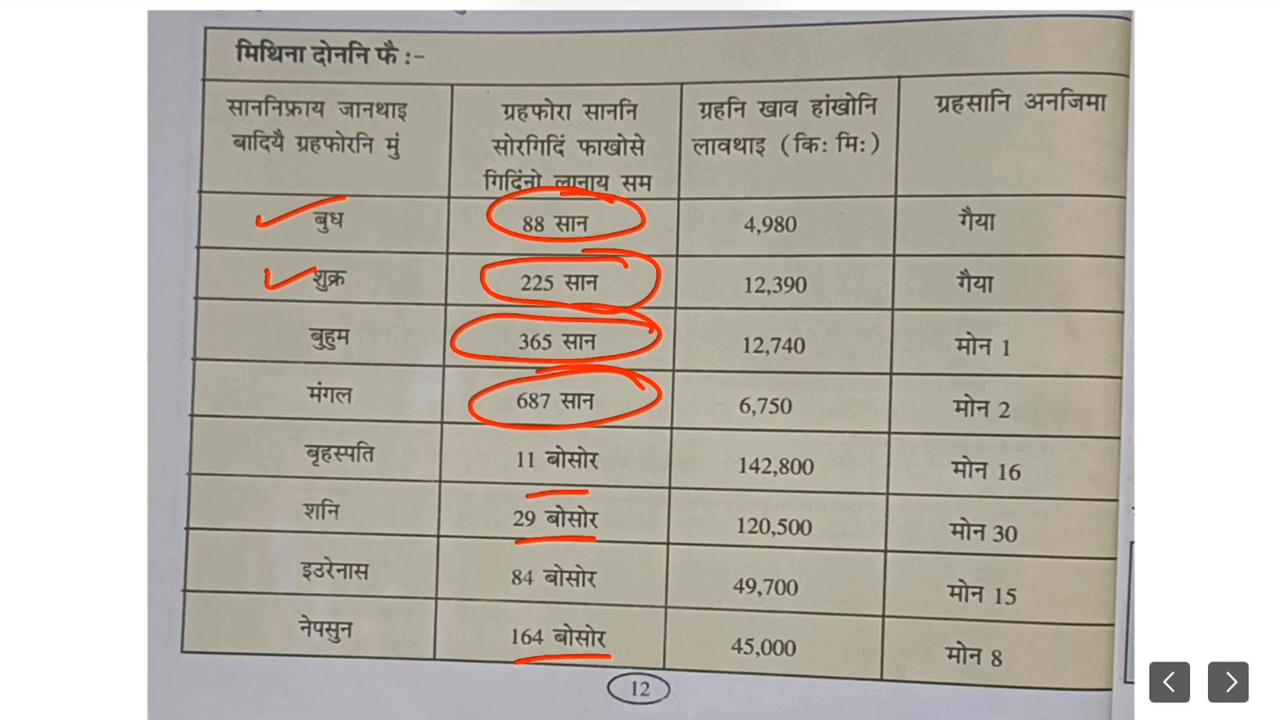 मिथिना दोननि फै :-
साननिफ्राय जानथाइ
बादियै ग्रहफोरनि मुं
ग्रहफोरा साननि
सोरगिदिं फाखोसे
गिदिंनो लानाय सम
ग्रहनि खाव हांखोनि
लावथाइ (कि: मि:)
ग्रहसानि अनजिमा
बुध 88 सान 4,980 गैया
शुक्र 225 सान 12,390 गैया
बुहुम 365 सान 12,740 मोन 1
मंगल 687 सान 6,750 मोन 2
बृहस्पति 11 बोसोर 142,800 मोन 16
शनि 29 बोसोर 120,500 मोन 30
इउरेनास 84 बोसोर 49,700 मोन 15
नेपसुन 164 बोसोर 45,000 मोन 8
12